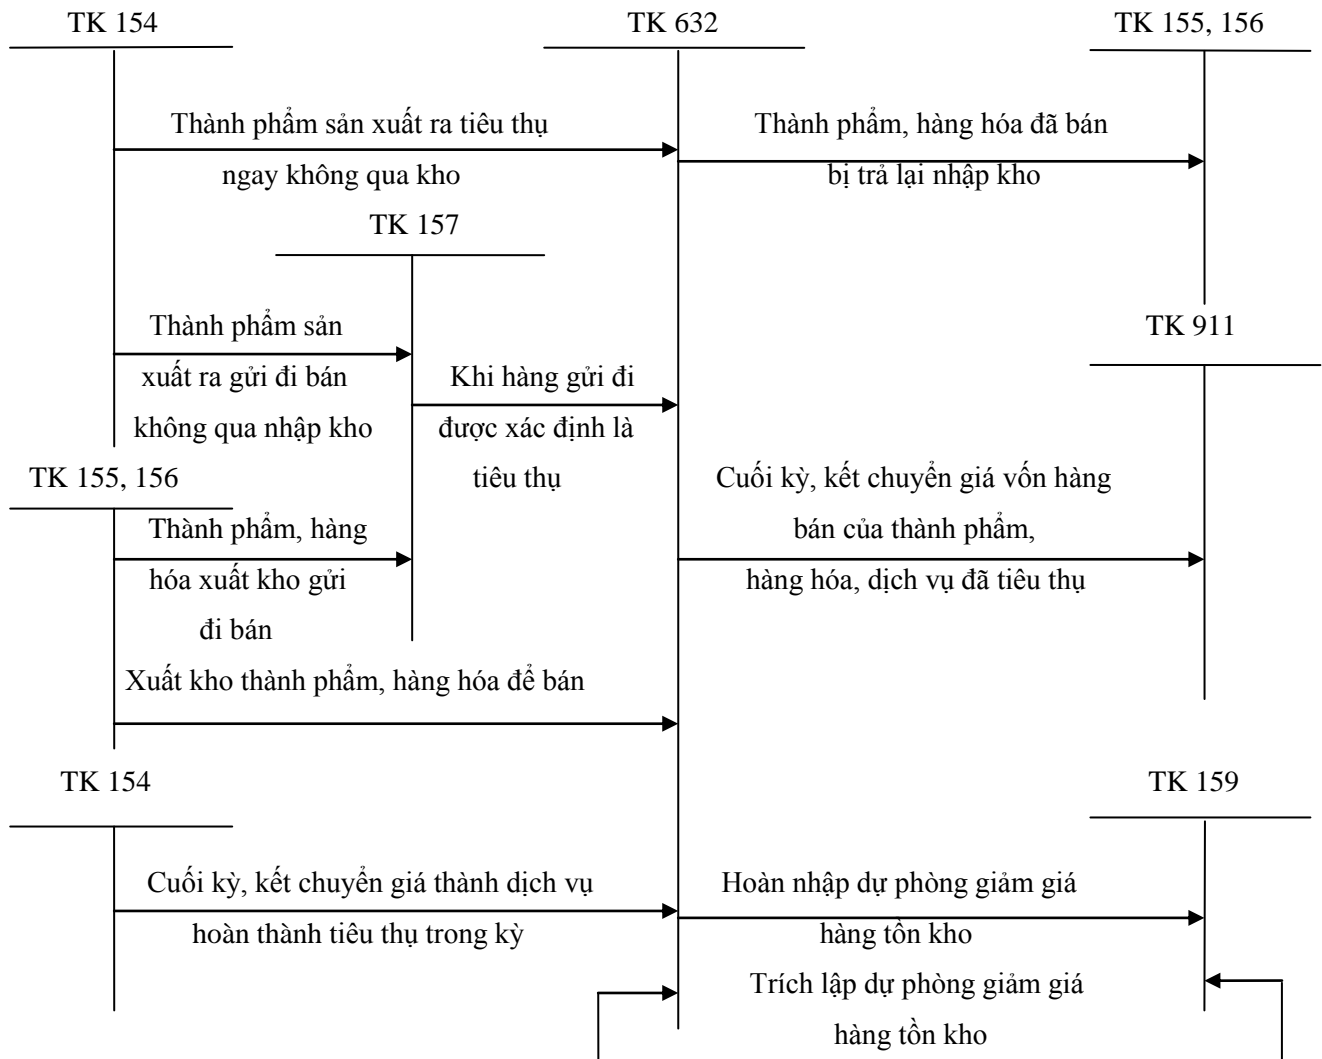 TK 154
TK 632
TK 155, 156
Thành phẩm sản xuất ra tiêu thụ
ngay không qua kho
Thành phẩm, hàng hóa đã bán
bị trả lại nhập kho
TK 157
Thành phẩm sản
xuất ra gửi đi bán
không qua nhập kho
Khi hàng gửi đi
được xác định là
tiêu thụ
TK 911
TK 155, 156
Thành phẩm, hàng
hóa xuất kho gửi
đi bán
Cuối kỳ, kết chuyển giá vốn hàng
bán của thành phẩm,
hàng hóa, dịch vụ đã tiêu thụ
Xuất kho thành phẩm, hàng hóa để bán
TK 154
TK 159
Cuối kỳ, kết chuyển giá thành dịch vụ
hoàn thành tiêu thụ trong kỳ
Hoàn nhập dự phòng giảm giá
hàng tồn kho
Trích lập dự phòng giảm giá
hàng tồn kho